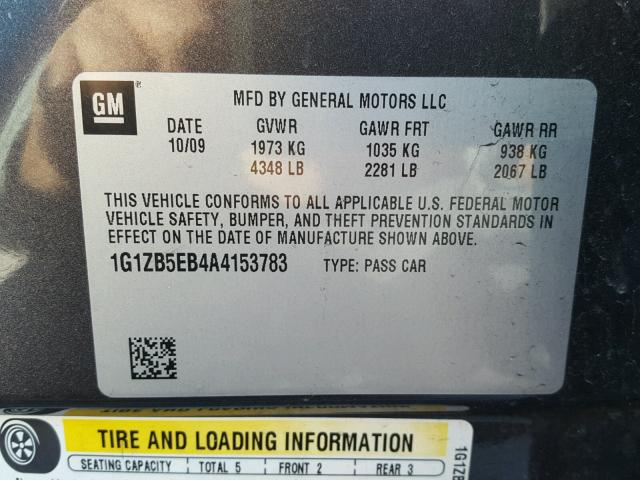 GM
MFD BY GENERAL MOTORS LLC
DATE GVWR GAWR FRT GAWR RR
10/09 1973 KG 1035 KG 938 KG
4348 LB 2281 LB 2067 LB
THIS VEHICLE CONFORMS TO ALL APPLICABLE U.S. FEDERAL MOTOR
VEHICLE SAFETY, BUMPER, AND THEFT PREVENTION STANDARDS IN
EFFECT ON THE DATE OF MANUFACTURE SHOWN ABOVE.
1G1ZB5EB4A4153783 TYPE: PASS CAR
TIRE AND LOADING INFORMATION
SEATING CAPACITY TOTAL 5 FRONT 2 REAR 3
1G1ZB